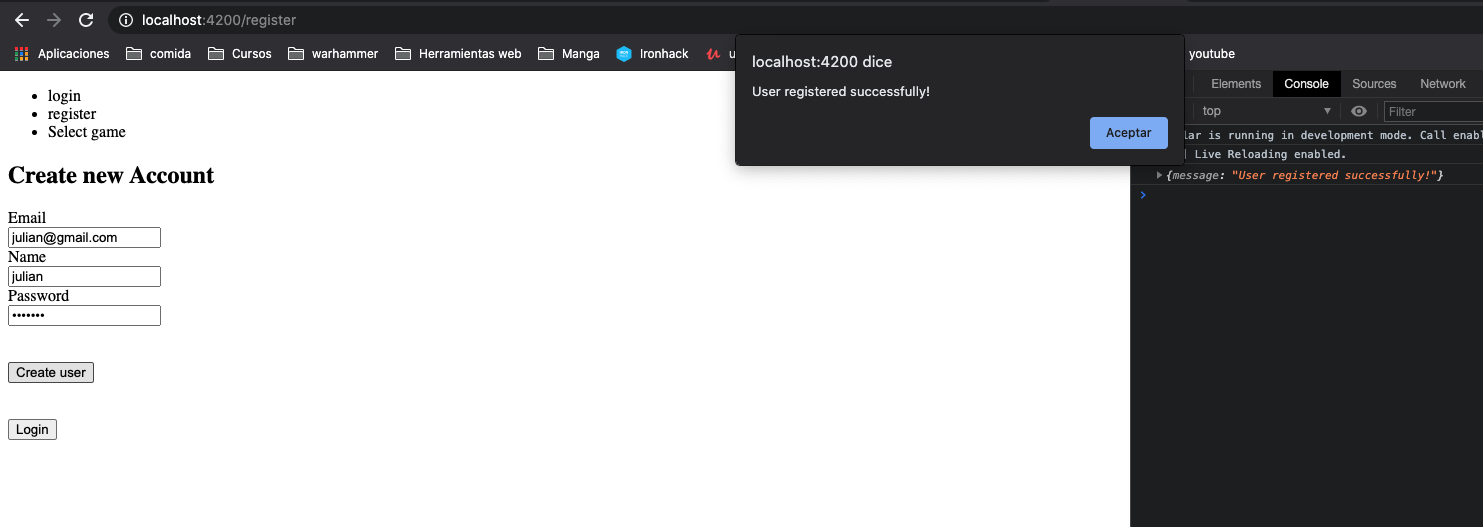 localhost:4200/register
Aplicaciones comida Cursos warhammer Herramientas web Manga Ironhack youtube
localhost:4200 dice
User registered successfully!
Aceptar
login
register
Select game
Create new Account
Email
julian@gmail.com
Name
julian
Password
•••••••
Create user
Login
Elements Console Sources Network
top Filter
is running in development mode. Call
Live Reloading enabled.
{message: "User registered successfully!"}